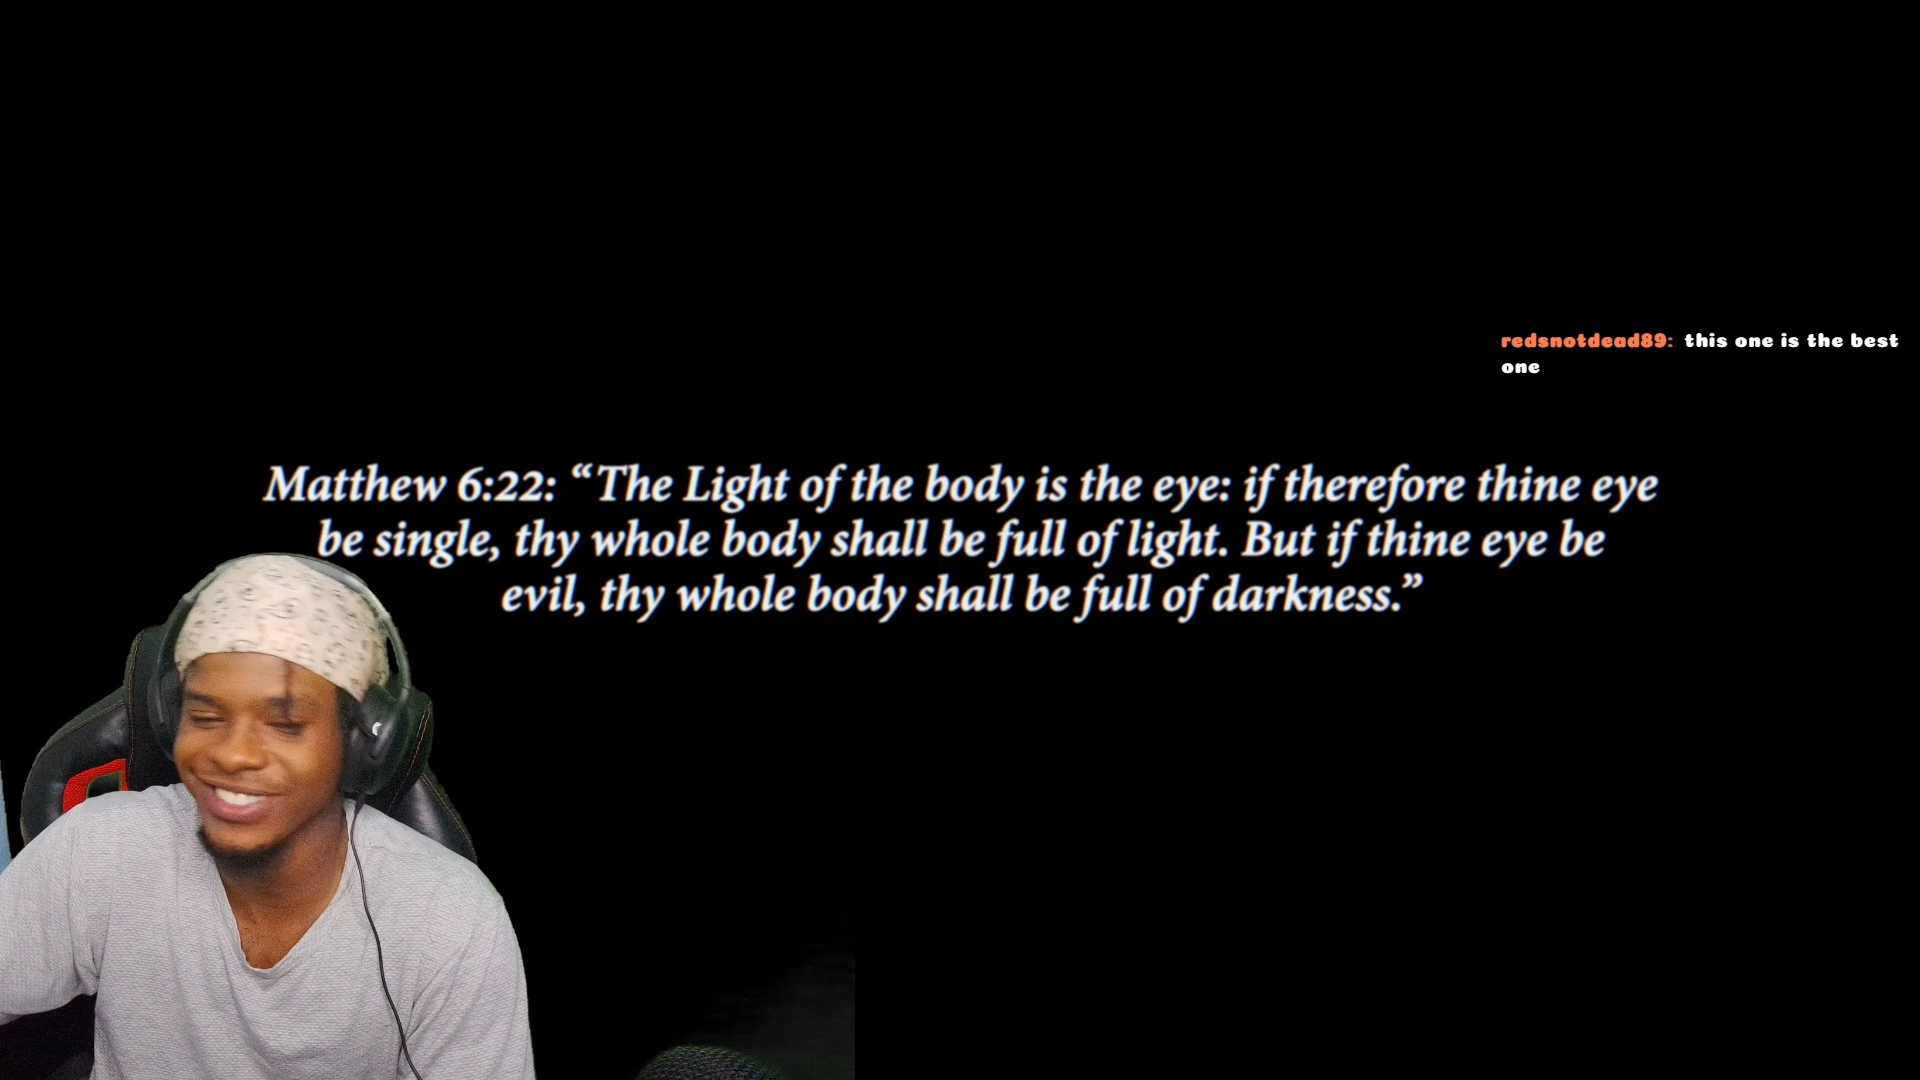 redsnotdead89: this one is the best
one
Matthew 6:22: “The Light of the body is the eye: if therefore thine eye
be single, thy whole body shall be full of light. But if thine eye be
evil, thy whole body shall be full of darkness.”